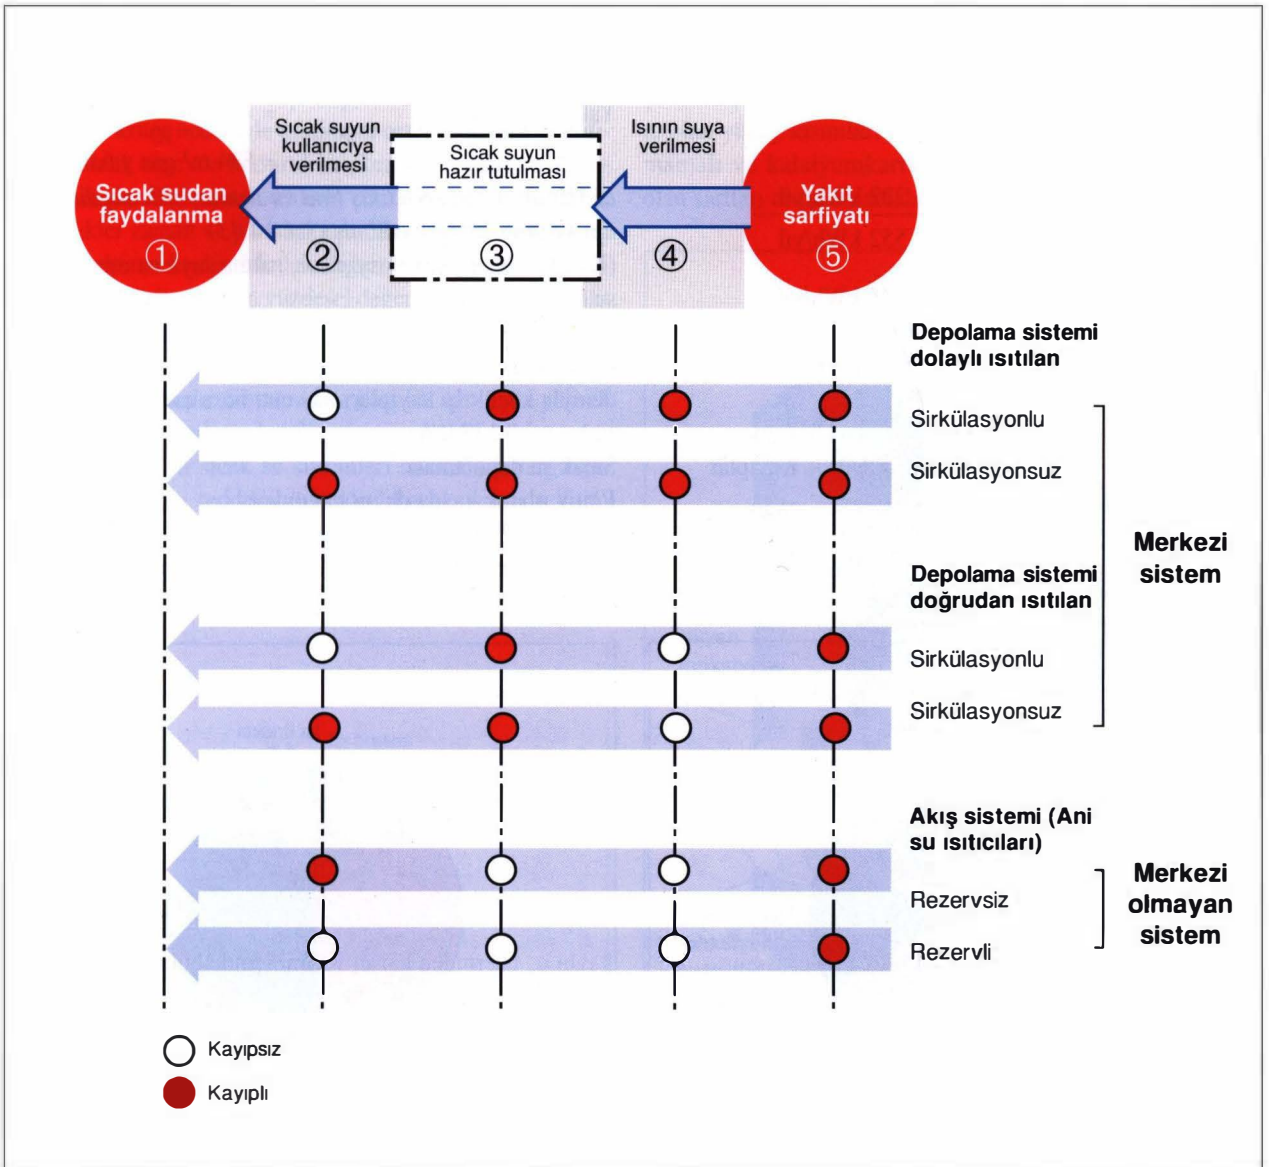 Sıcak sudan
faydalanma
①
Sıcak suyun
kullanıcıya
verilmesi
②
Sıcak suyun
hazır tutulması
③
Isının suya
verilmesi
④
Yakıt
sarfiyatı
⑤
Depolama sistemi
dolaylı ısıtılan
Sirkülasyonlu
Sirkülasyonsuz
Depolama sistemi
doğrudan ısıtılan
Sirkülasyonlu
Sirkülasyonsuz
Merkezi
sistem
Akış sistemi (Ani
su ısıtıcıları)
Rezervsiz
Rezervli
Merkezi
olmayan
sistem
Kayıpsız
Kayıplı